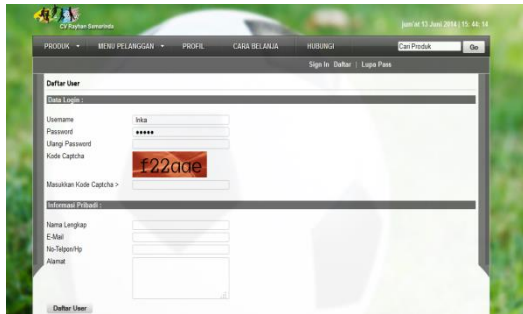 CV Rayhan Samarinda
jum'at 13 Juni 2014 | 15: 44: 14
PRODUK MENU PELANGGAN PROFIL CARA BELANJA HUBUNGI Cari Produk Go
Sign In Daftar | Lupa Pass
Daftar User
Data Login :
Username Inka
Password •••••
Ulangi Password
Kode Captcha
f22aae
Masukkan Kode Captcha >
Informasi Pribadi :
Nama Lengkap
E-Mail
No-Telpon/Hp
Alamat
Daftar User